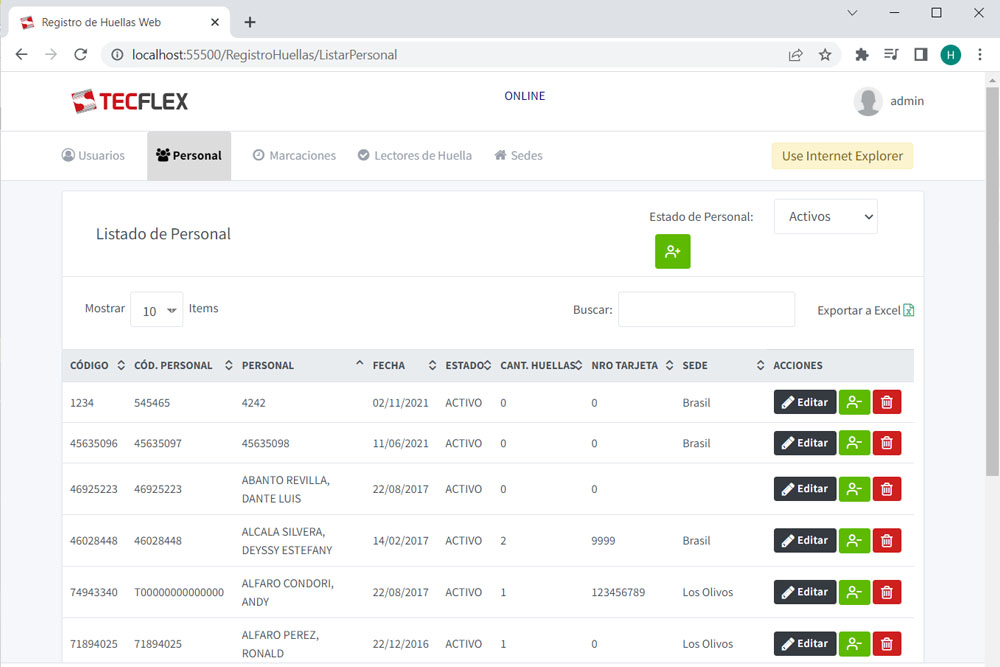 Registro de Huellas Web
localhost:55500/RegistroHuellas/ListarPersonal
H
TECFLEX
ONLINE
admin
Usuarios
Personal
Marcaciones
Lectores de Huella
Sedes
Use Internet Explorer
Listado de Personal
Estado de Personal:
Activos
Mostrar 10 Items
Buscar:
Exportar a Excel
CÓDIGO CÓD. PERSONAL PERSONAL FECHA ESTADO CANT. HUELLAS NRO TARJETA SEDE ACCIONES
1234 545465 4242 02/11/2021 ACTIVO 0 0 Brasil Editar
45635096 45635097 45635098 11/06/2021 ACTIVO 0 0 Brasil Editar
46925223 46925223 ABANTO REVILLA, 22/08/2017 ACTIVO 0 0 Editar
DANTE LUIS
46028448 46028448 ALCALA SILVERA, 14/02/2017 ACTIVO 2 9999 Brasil Editar
DEYSSY ESTEFANY
74943340 T00000000000000 ALFARO CONDORI, 22/08/2017 ACTIVO 1 123456789 Los Olivos Editar
ANDY
71894025 71894025 ALFARO PEREZ, 22/12/2016 ACTIVO 1 0 Los Olivos Editar
RONALD